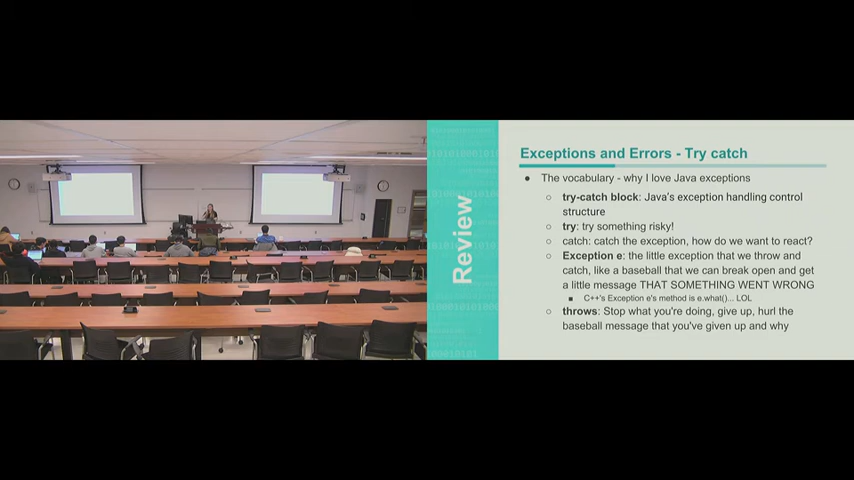 Review
Exceptions and Errors - Try catch
● The vocabulary - why I love Java exceptions
○ try-catch block: Java's exception handling control
structure
○ try: try something risky!
○ catch: catch the exception, how do we want to react?
○ Exception e: the little exception that we throw and
catch, like a baseball that we can break open and get
a little message THAT SOMETHING WENT WRONG
■ C++'s Exception e's method is e.what()... LOL
○ throws: Stop what you're doing, give up, hurl the
baseball message that you've given up and why